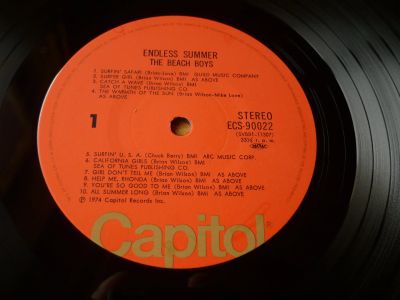 ENDLESS SUMMER
THE BEACH BOYS
1. SURFIN' SAFARI (Brian-Love) BMI GUILD MUSIC COMPANY
2. SURFER GIRL (Brian Wilson) BMI AS ABOVE
3. CATCH A WAVE (Brian Wilson) BMI
SEA OF TUNES PUBLISHING CO.
4. THE WARMTH OF THE SUN (Brian Wilson-Mike Love)
AS ABOVE
1
STEREO
ECS-90022
(SVBB1-11307)
33⅓ r.p.m.
5. SURFIN' U. S. A. (Chuck Berry) BMI ARC MUSIC CORP.
6. CALIFORNIA GIRLS (Brian Wilson) BMI
SEA OF TUNES PUBLISHING CO.
7. GIRL DON'T TELL ME (Brian Wilson) BMI AS ABOVE
8. HELP ME, RHONDA (Brian Wilson) BMI AS ABOVE
9. YOU'RE SO GOOD TO ME (Brian Wilson) BMI AS ABOVE
10. ALL SUMMER LONG (Brian Wilson) BMI AS ABOVE
℗ 1974 Capitol Records Inc.
Capitol